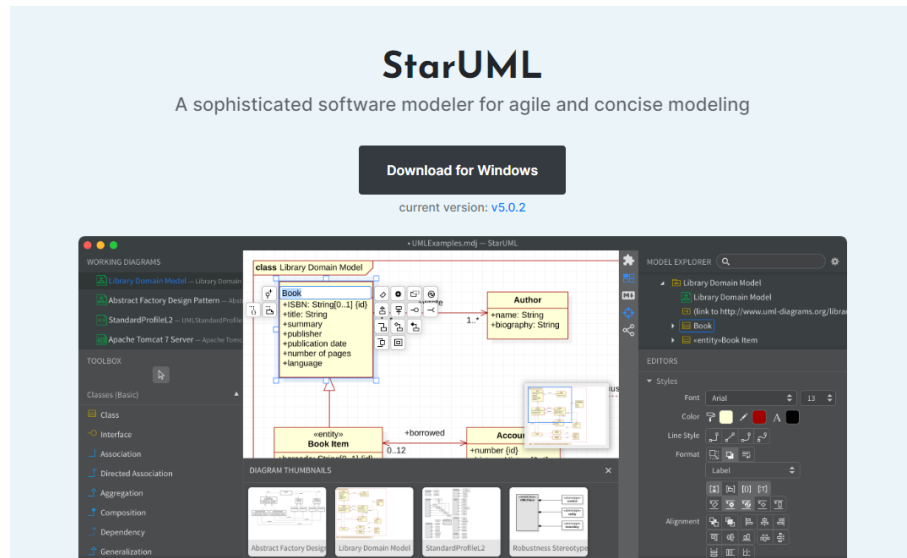 StarUML
A sophisticated software modeler for agile and concise modeling
Download for Windows
current version: v5.0.2
• UMLExamples.mdj — StarUML
WORKING DIAGRAMS
Library Domain Model — Library Domain
Abstract Factory Design Pattern —
StandardProfileL2 — UMLStandardProfile
Apache Tomcat 7 Server — Apache Tomc
TOOLBOX
Classes (Basic)
Class
Interface
Association
Directed Association
Aggregation
Composition
Dependency
Generalization
class Library Domain Model
Book
+ISBN: String[0..1] {id}
+title: String
+summary
+publisher
+publication date
+number of pages
+language
1..*
Author
+name: String
+biography: String
«entity»
Book Item
+borrowed
0..12
Accou
+number {id}
DIAGRAM THUMBNAILS
Abstract Factory Design
Library Domain Model
StandardProfileL2
Robustness Stereotype
MODEL EXPLORER
Library Domain Model
Library Domain Model
(link to http://www.uml-diagrams.org/librar
Book
«entity»Book Item
EDITORS
Styles
Font Arial 13
Color A
Line Style
Format
Label
Alignment